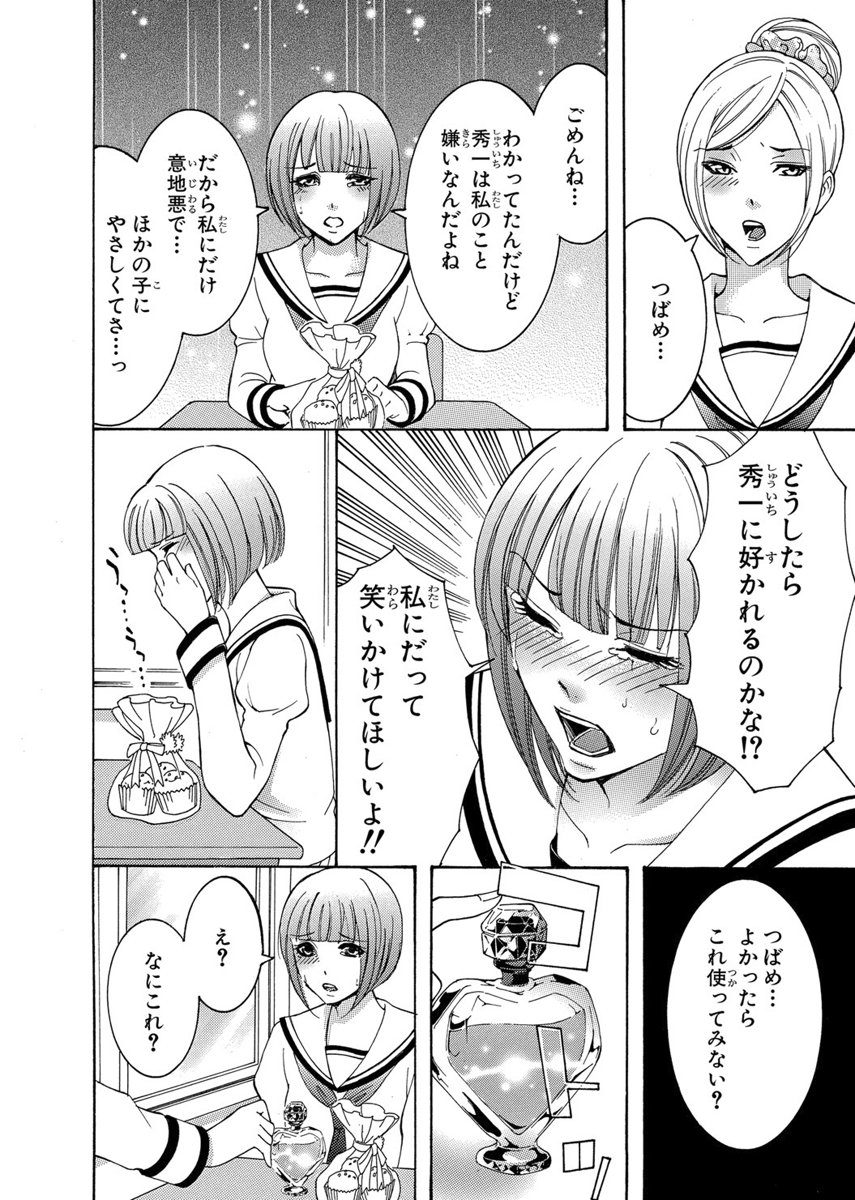 つばめ…
ごめんね…
わかってたんだけど
秀一は私のこと
嫌いなんだよね
だから私にだけ
意地悪で…
ほかの子に
やさしくてさ…っ
どうしたら
秀一に好かれるのかな!?
私にだって
笑いかけてほしいよ!!
つばめ…
よかったら
これ使ってみない?
コト
え?
なにこれ?